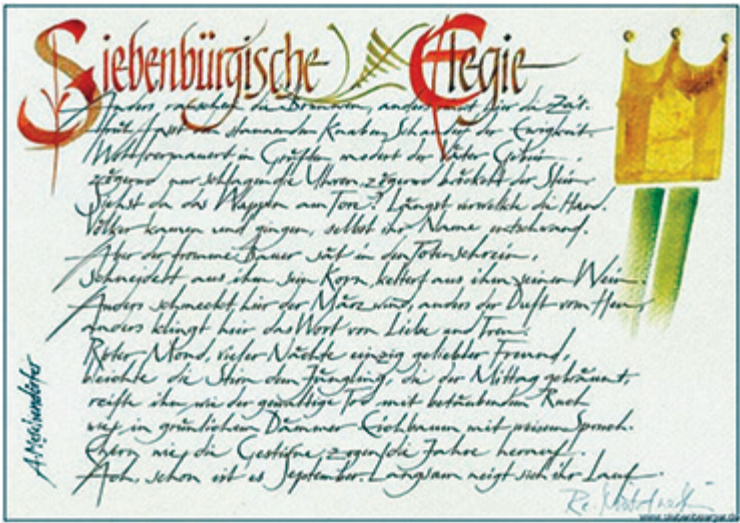 Siebenbürgische Elegie
Anders rauschen die Brunnen, anders rinnt hier die Zeit.
Früh fasst den staunenden Knaben Schauder der Ewigkeit.
Wohlvermauert in Grüften modert der Väter Gebein,
zögernd nur schlagen die Uhren, zögernd bröckelt der Stein.
Siehst du das Wappen am Tore? Längst verwelkte die Hand.
Völker kamen und gingen, selbst ihr Name entschwand.
Aber der fromme Bauer sät in den Totenschrein,
schneidet aus ihm sein Korn, keltert aus ihm seinen Wein.
Anders schmeckt hier der Märzwind, anders der Duft vom Heu,
anders klingt hier das Wort von Liebe und Treu.
Roter Mond, vieler Nächte einzig geliebter Freund,
bleichte die Stirn dem Jüngling, die der Mittag gebräunt,
reifte ihn wie der gewaltige Tod mit betäubendem Ruch
wie in grünlichem Dämmer Eichbaum mit weisem Spruch.
Ehern wie die Gestirne zogen die Jahre herauf,
Ach, schon ist es September. Langsam neigt sich ihr Lauf.
A. Meschendörfer